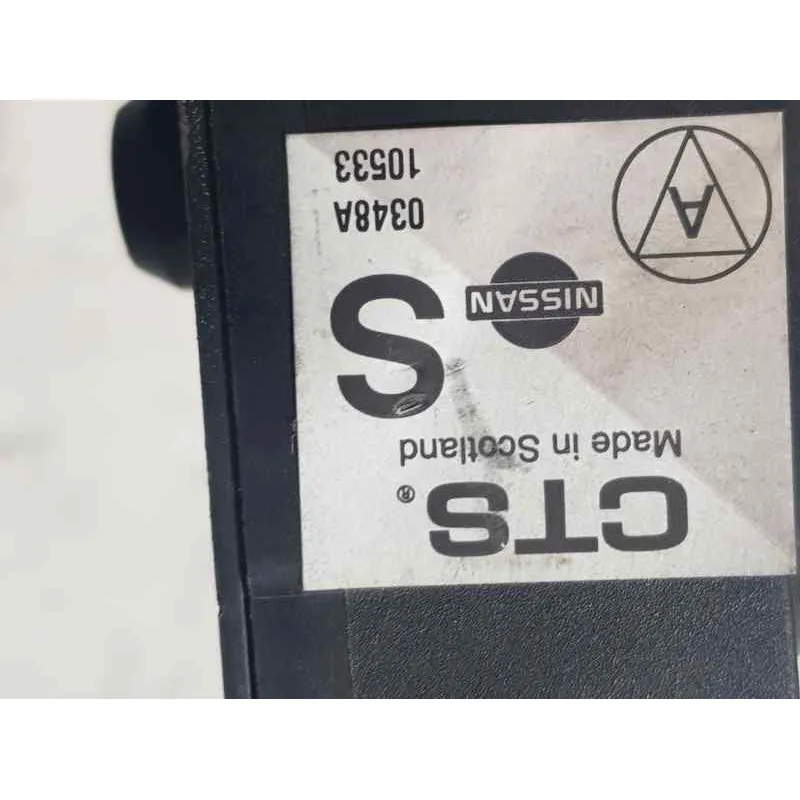 CTS®
Made in Scotland
S
NISSAN
A
0348A
10533